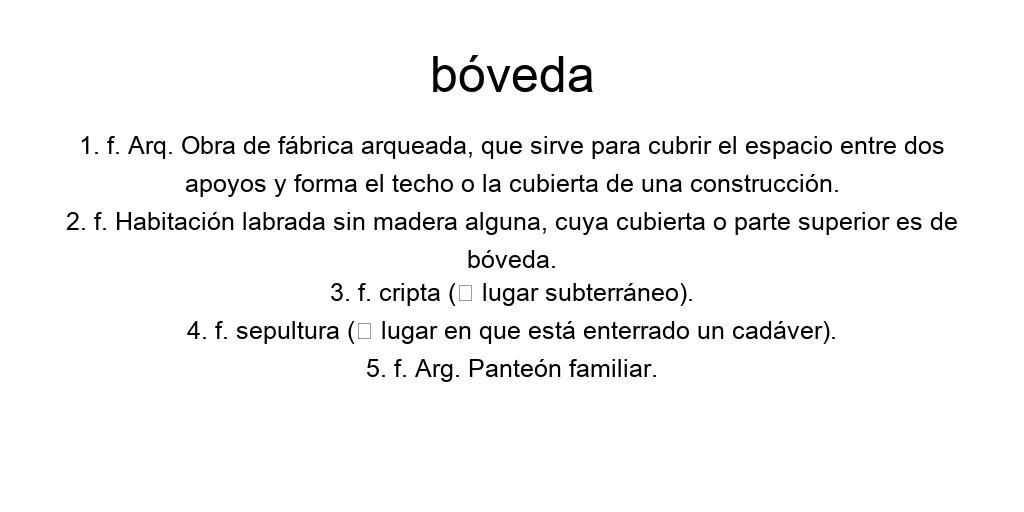 bóveda
1. f. Arq. Obra de fábrica arqueada, que sirve para cubrir el espacio entre dos
apoyos y forma el techo o la cubierta de una construcción.
2. f. Habitación labrada sin madera alguna, cuya cubierta o parte superior es de
bóveda.
3. f. cripta (□ lugar subterráneo).
4. f. sepultura (□ lugar en que está enterrado un cadáver).
5. f. Arg. Panteón familiar.